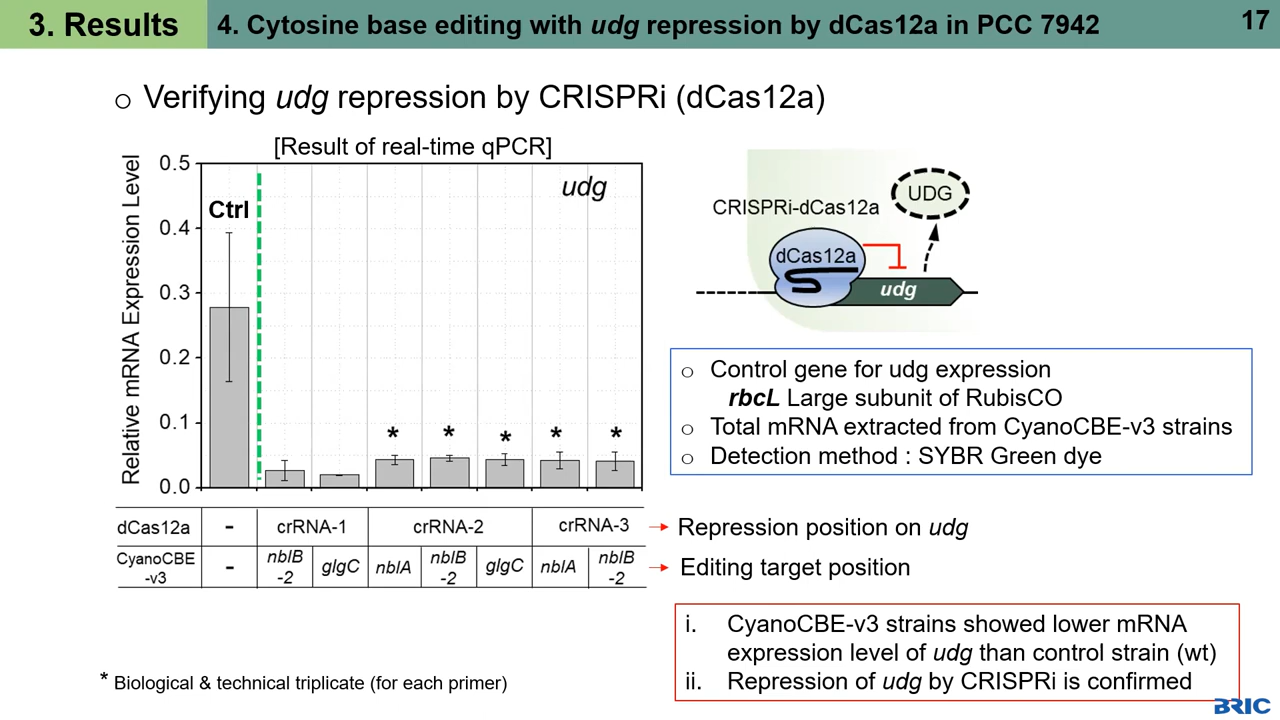 3. Results
4. Cytosine base editing with udg repression by dCas12a in PCC 7942
17
o Verifying udg repression by CRISPRi (dCas12a)
[Result of real-time qPCR]
Relative mRNA Expression Level
0.5
0.4
0.3
0.2
0.1
0.0
Ctrl
udg
* * * * *
dCas12a - crRNA-1 crRNA-2 crRNA-3
CyanoCBE-v3 - nblB-2 glgC nblA nblB-2 glgC nblA nblB-2
Repression position on udg
Editing target position
CRISPRi-dCas12a
UDG
dCas12a
udg
o Control gene for udg expression
rbcL Large subunit of RubisCO
o Total mRNA extracted from CyanoCBE-v3 strains
o Detection method : SYBR Green dye
i. CyanoCBE-v3 strains showed lower mRNA
expression level of udg than control strain (wt)
ii. Repression of udg by CRISPRi is confirmed
* Biological & technical triplicate (for each primer)
BRIC